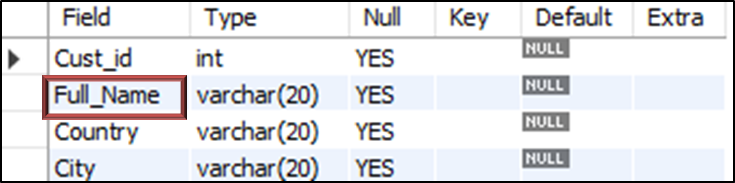 Field Type Null Key Default Extra
Cust_id int YES NULL
Full_Name varchar(20) YES NULL
Country varchar(20) YES NULL
City varchar(20) YES NULL